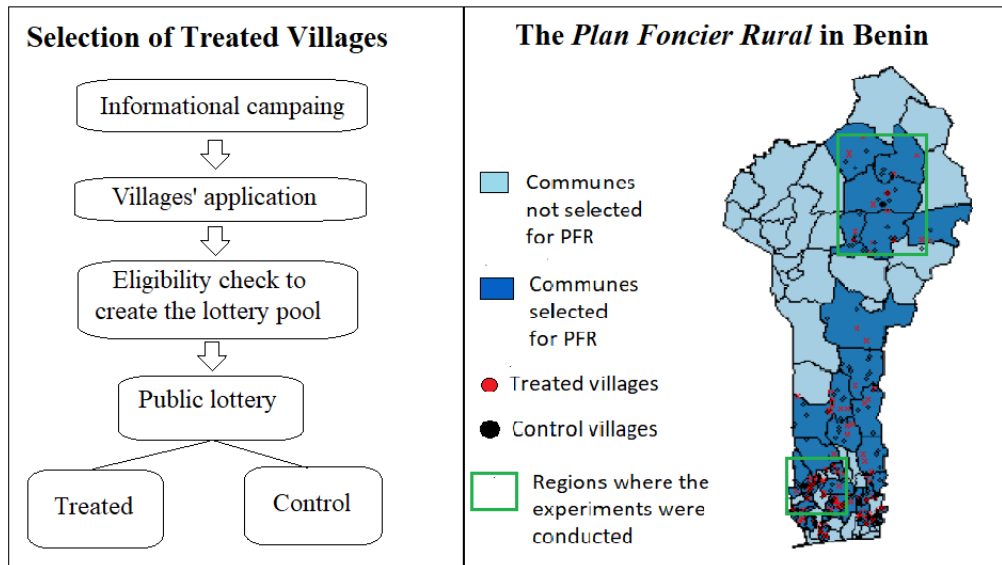 Selection of Treated Villages
Informational campaing
Villages' application
Eligibility check to
create the lottery pool
Public lottery
Treated
Control
The Plan Foncier Rural in Benin
Communes
not selected
for PFR
Communes
selected
for PFR
Treated villages
Control villages
Regions where the
experiments were
conducted